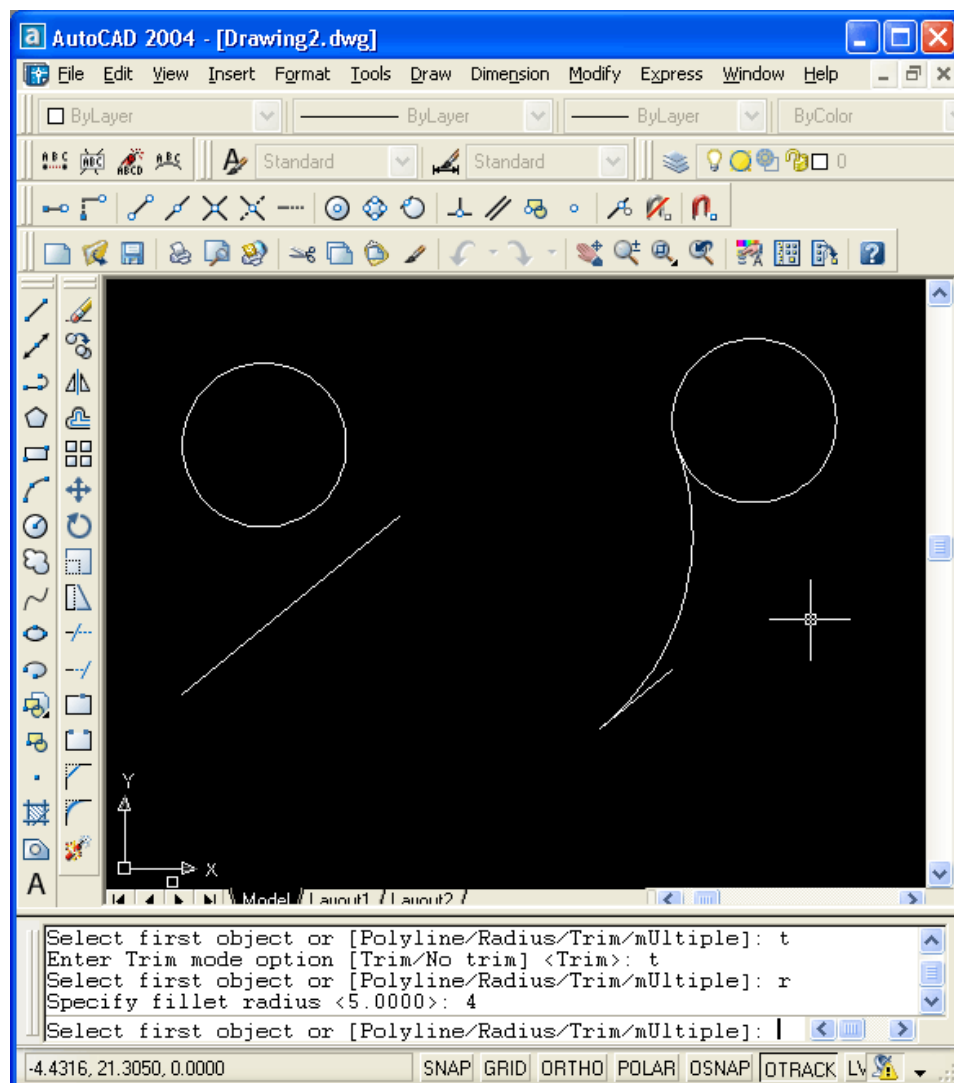 AutoCAD 2004 - [Drawing2.dwg]
File Edit View Insert Format Tools Draw Dimension Modify Express Window Help
ByLayer ByLayer ByLayer ByColor
ABC ABC ABCD ABC A Standard Standard 0
Y
X
A
Model Layout1 Layout2
Select first object or [Polyline/Radius/Trim/mUltiple]: t
Enter Trim mode option [Trim/No trim] <Trim>: t
Select first object or [Polyline/Radius/Trim/mUltiple]: r
Specify fillet radius <5.0000>: 4
Select first object or [Polyline/Radius/Trim/mUltiple]:
-4.4316, 21.3050, 0.0000 SNAP GRID ORTHO POLAR OSNAP OTRACK